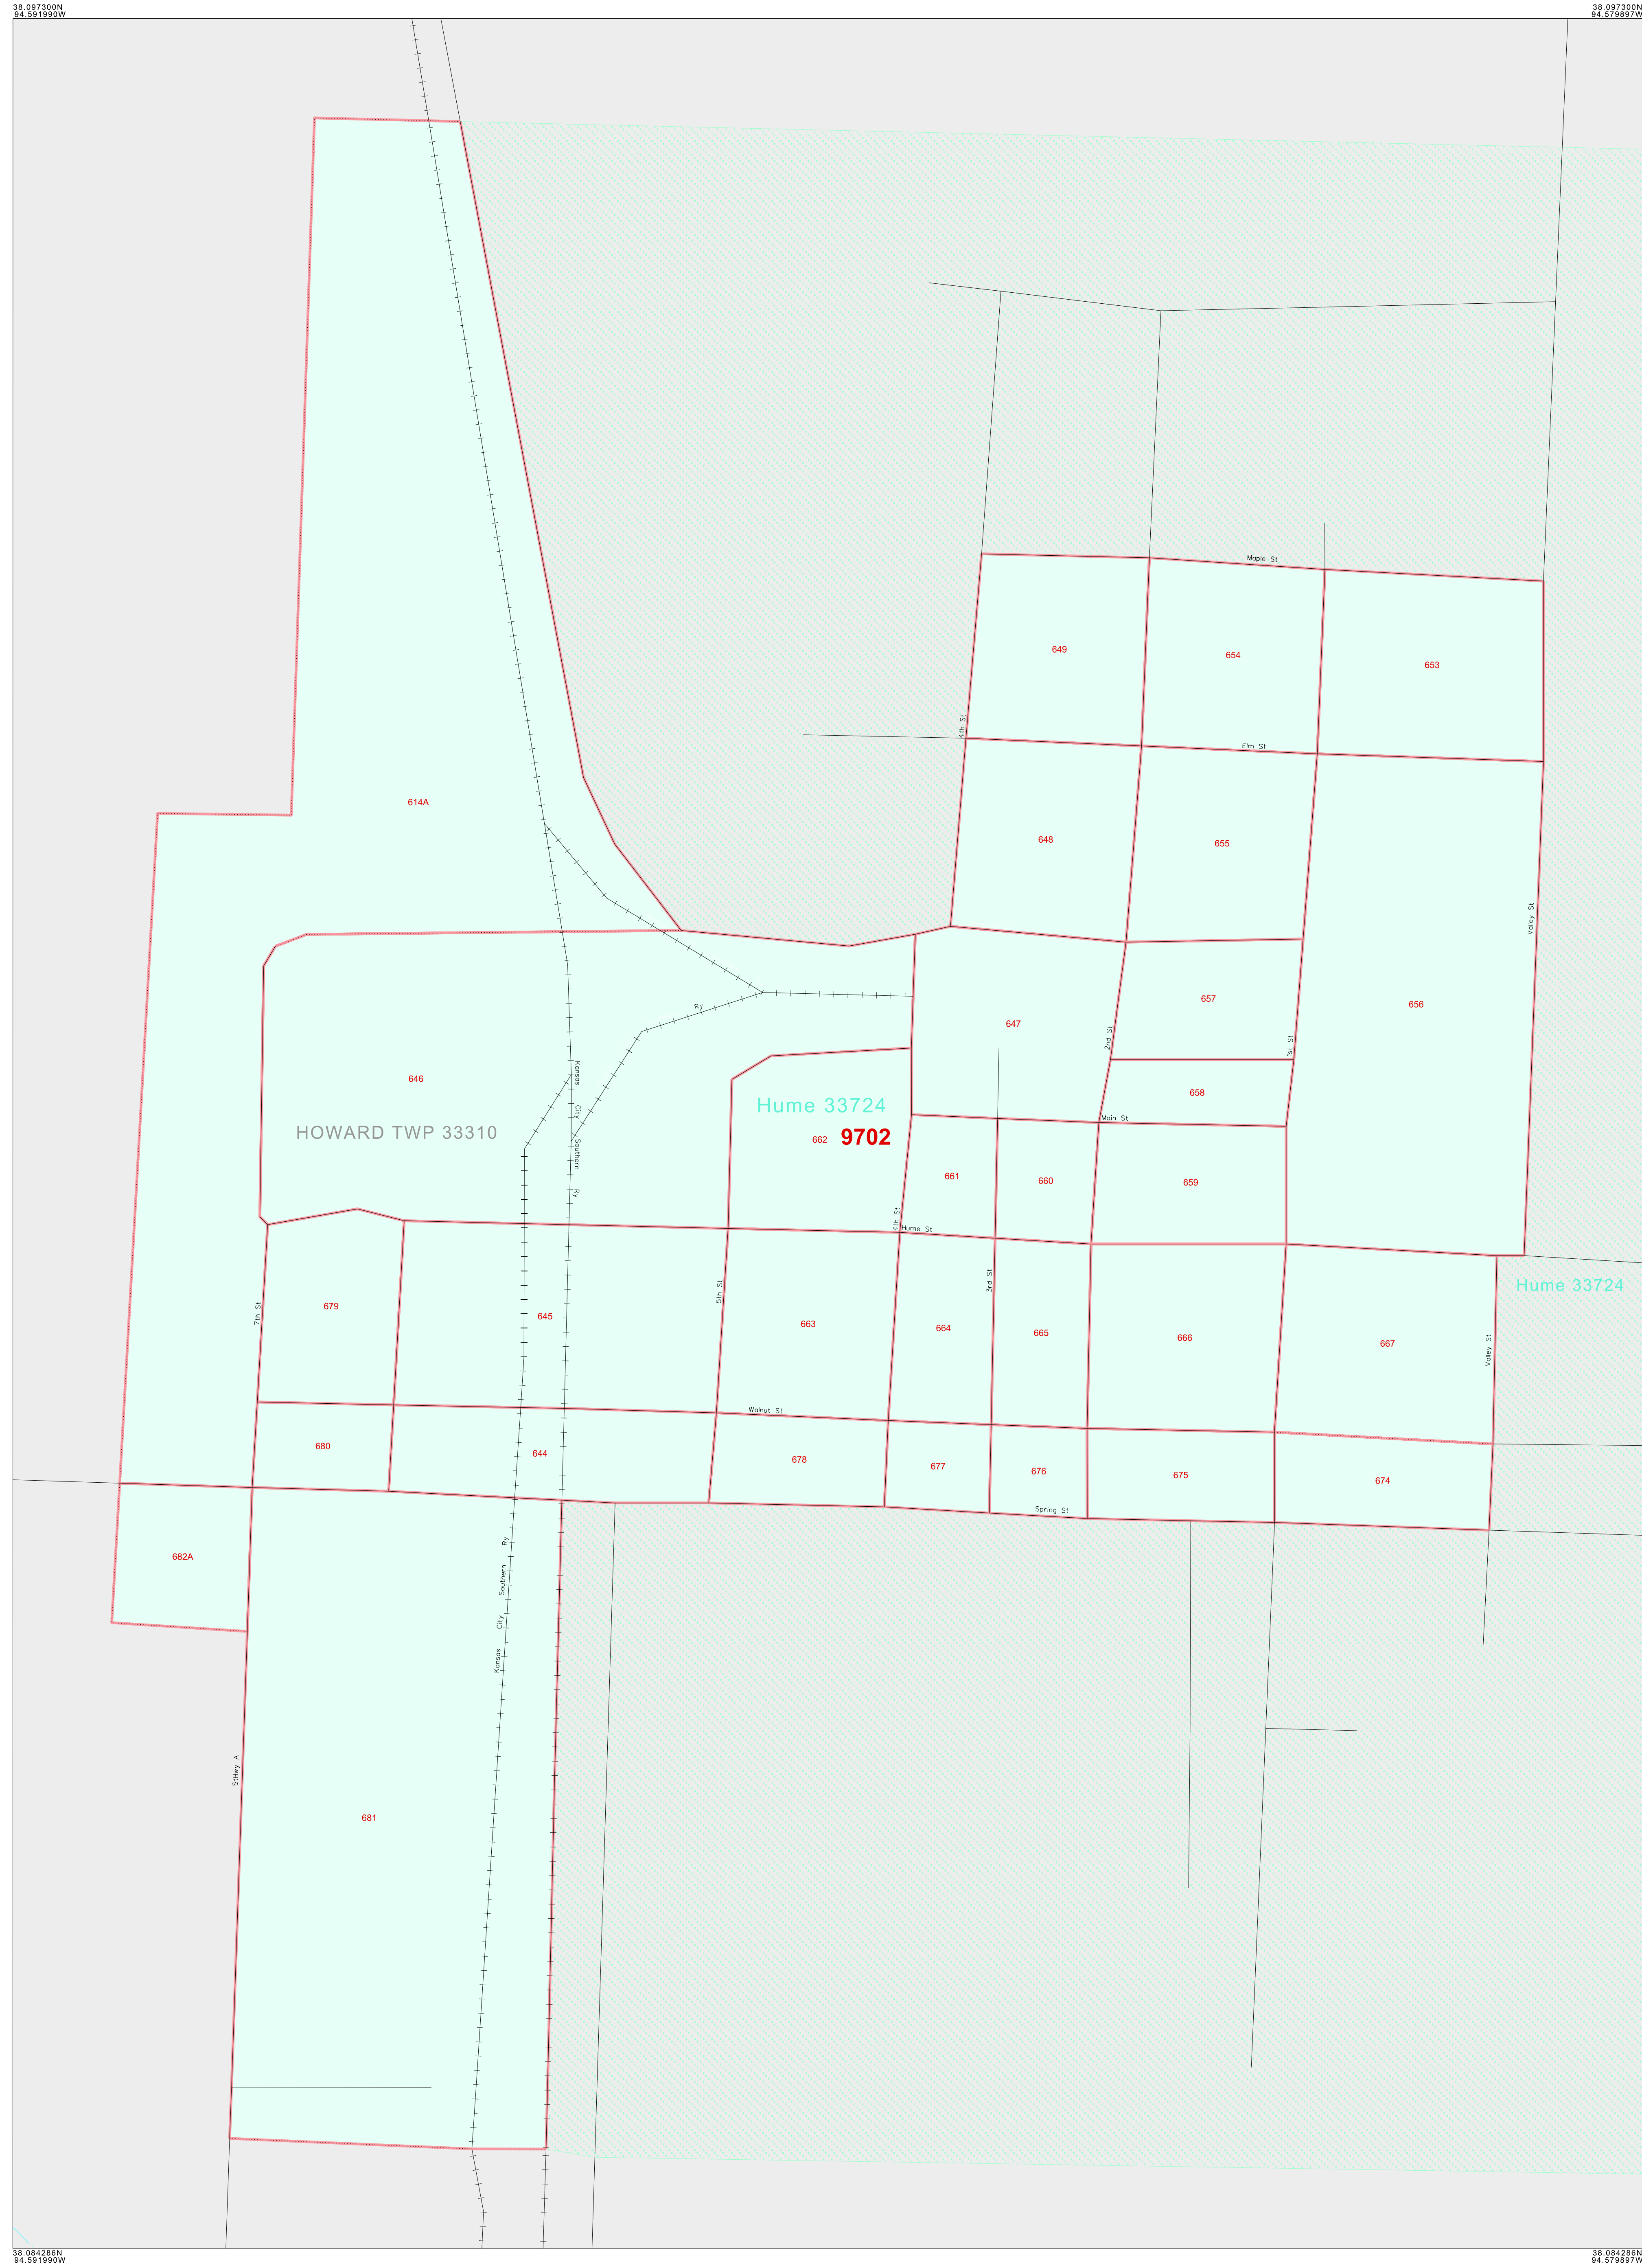 38.097300N
94.591990W
38.097300N
94.579897W
Maple St
649
654
653
4th St
Elm St
614A
648
655
Valley St
657
656
Ry
647
2nd St
1st St
Kansas City Southern Ry
646
658
Hume 33724
Main St
HOWARD TWP 33310
662
9702
661
660
659
4th St
Hume St
3rd St
5th St
Hume 33724
7th St
679
645
663
664
665
666
667
Valley St
Walnut St
680
644
678
677
676
675
674
Spring St
682A
Kansas City Southern Ry
StHwy A
681
38.084286N
94.591990W
38.084286N
94.579897W